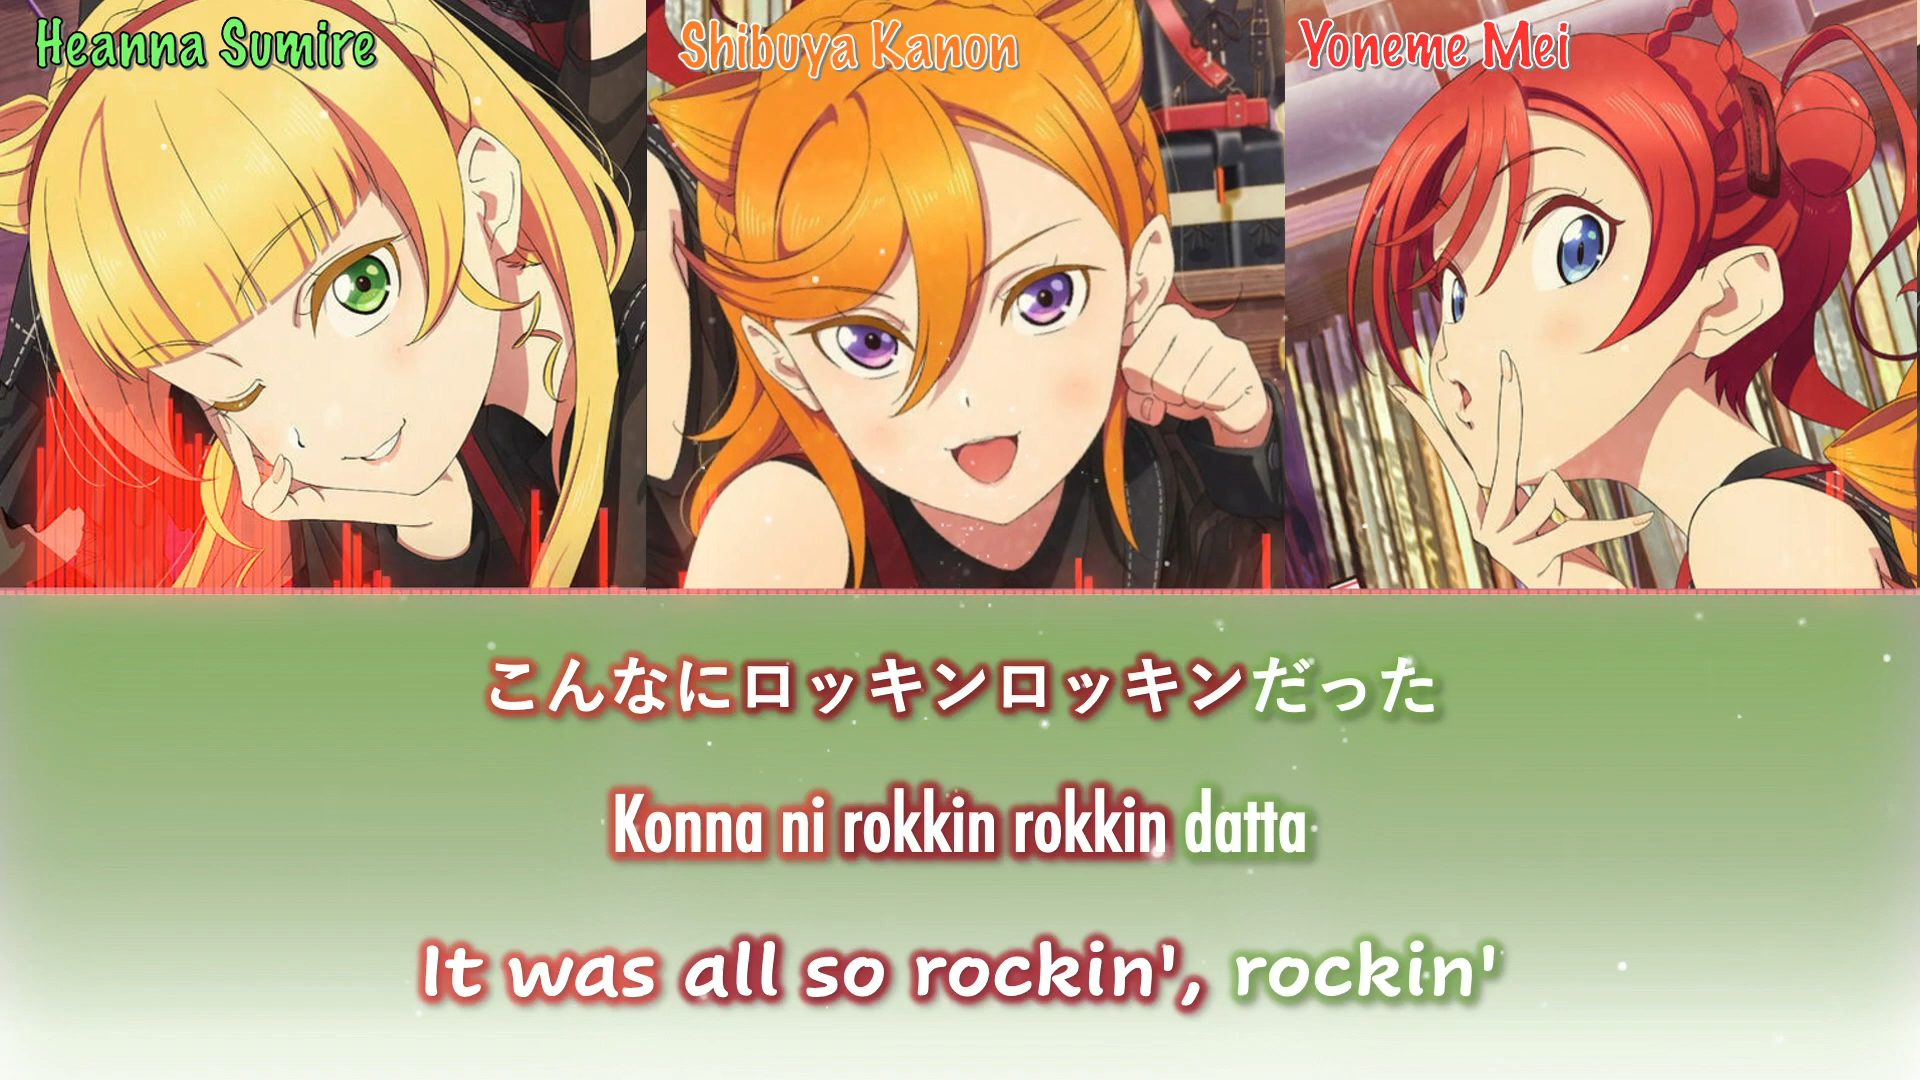 Heanna Sumire
Shibuya Kanon
Yoneme Mei
こんなにロッキンロッキンだった
Konna ni rokkin rokkin datta
It was all so rockin', rockin'